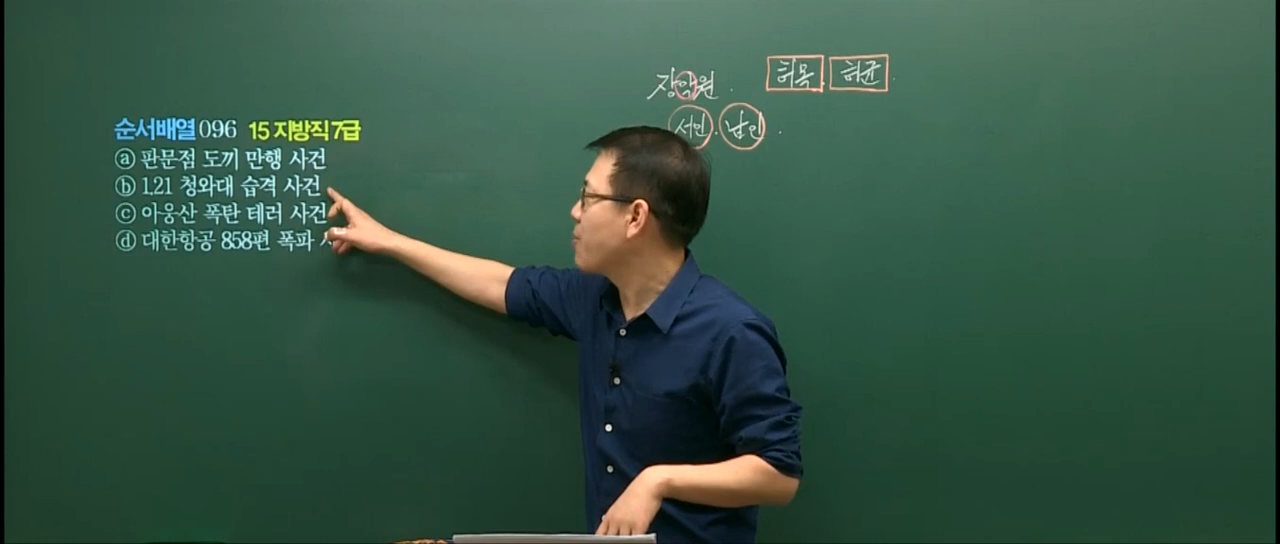 순서배열 096 15 지방직 7급
ⓐ 판문점 도끼 만행 사건
ⓑ 1.21 청와대 습격 사건
ⓒ 아웅산 폭탄 테러 사건
ⓓ 대한항공 858편 폭파
장악원. 허목. 허균.
서인. 남인.